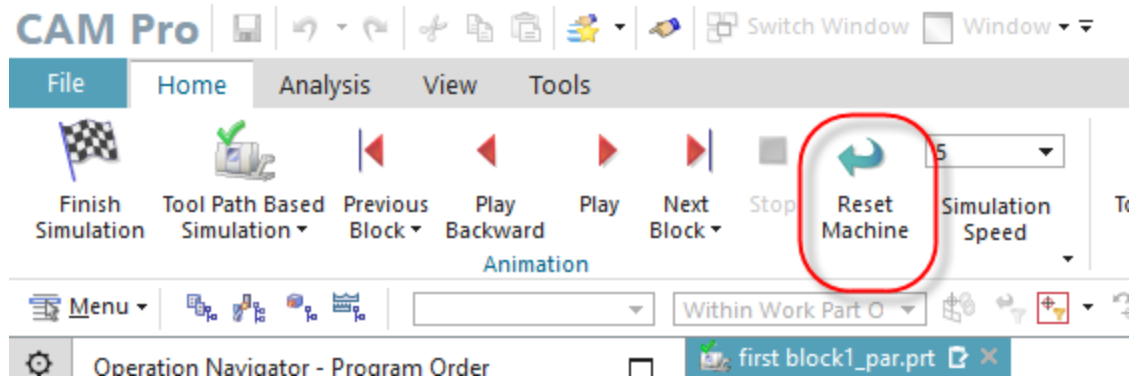 CAM Pro Switch Window Window
File Home Analysis View Tools
Finish Simulation
Tool Path Based Simulation
Previous Block
Play Backward
Play
Next Block
Stop
Reset Machine
5
Simulation Speed
Animation
Menu
Within Work Part O
Operation Navigator - Program Order
first block1_par.prt